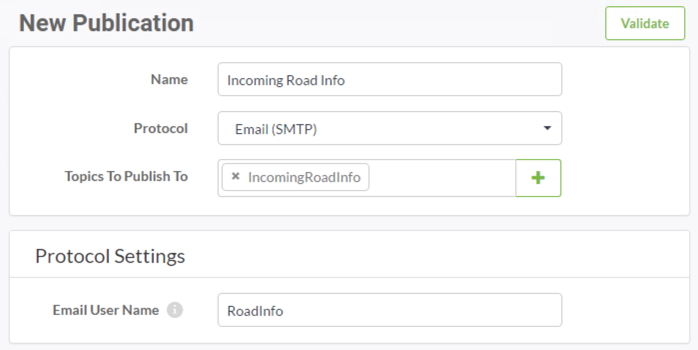 New Publication
Validate
Name
Incoming Road Info
Protocol
Email (SMTP)
Topics To Publish To
× IncomingRoadInfo
+
Protocol Settings
Email User Name
i
RoadInfo